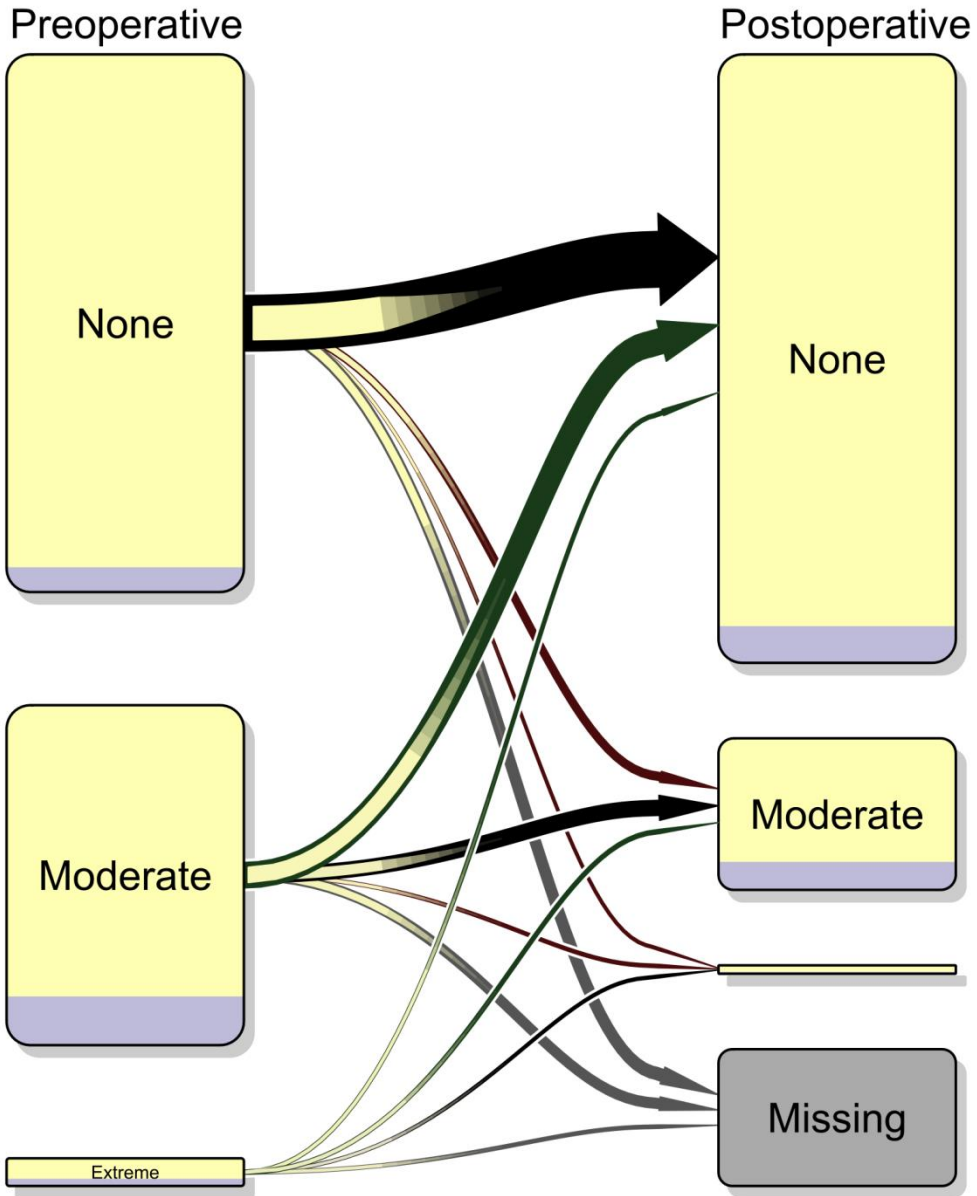 Preoperative
Postoperative
None
None
Moderate
Moderate
Missing
Extreme